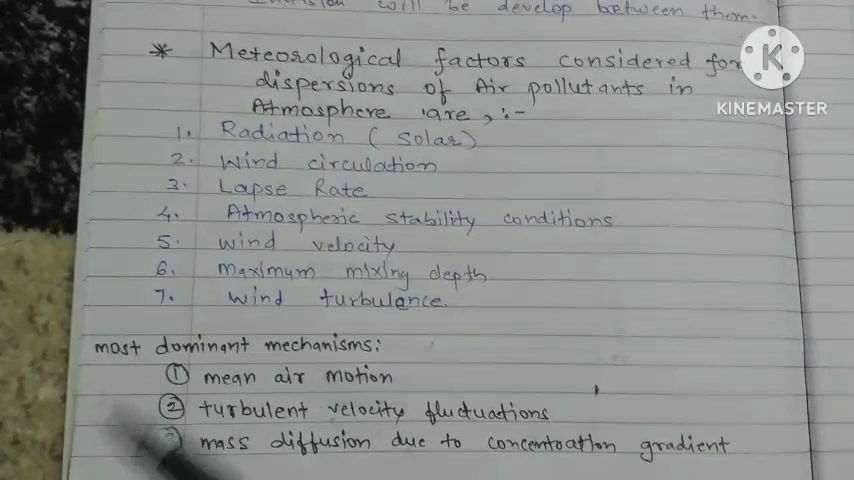 Inversion will be develop between them.
* Meteorological factors considered for
dispersions of Air pollutants in
Atmosphere are, :-
1. Radiation ( Solar)
2. Wind circulation
3. Lapse Rate
4. Atmospheric stability conditions
5. wind velocity
6. maximum mixing depth
7. wind turbulence.
most dominant mechanisms:
① mean air motion
② turbulent velocity fluctuations
③ mass diffusion due to concentration gradient
K
KINEMASTER